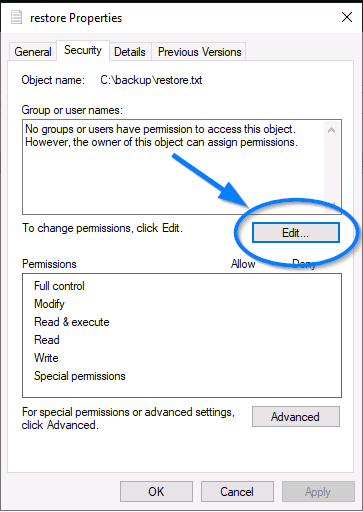 restore Properties
General Security Details Previous Versions
Object name: C:\backup\restore.txt
Group or user names:
No groups or users have permission to access this object.
However, the owner of this object can assign permissions.
To change permissions, click Edit.
Edit...
Permissions Allow Deny
Full control
Modify
Read & execute
Read
Write
Special permissions
For special permissions or advanced settings,
click Advanced.
Advanced
OK Cancel Apply